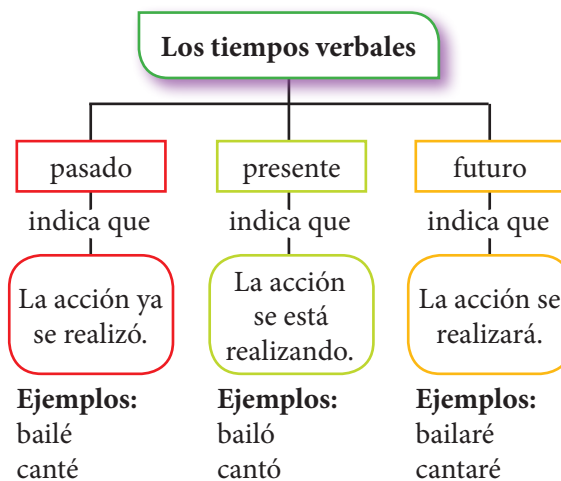 Los tiempos verbales
pasado
indica que
La acción ya
se realizó.
Ejemplos:
bailé
canté
presente
indica que
La acción
se está
realizando.
Ejemplos:
bailó
cantó
futuro
indica que
La acción se
realizará.
Ejemplos:
bailaré
cantaré